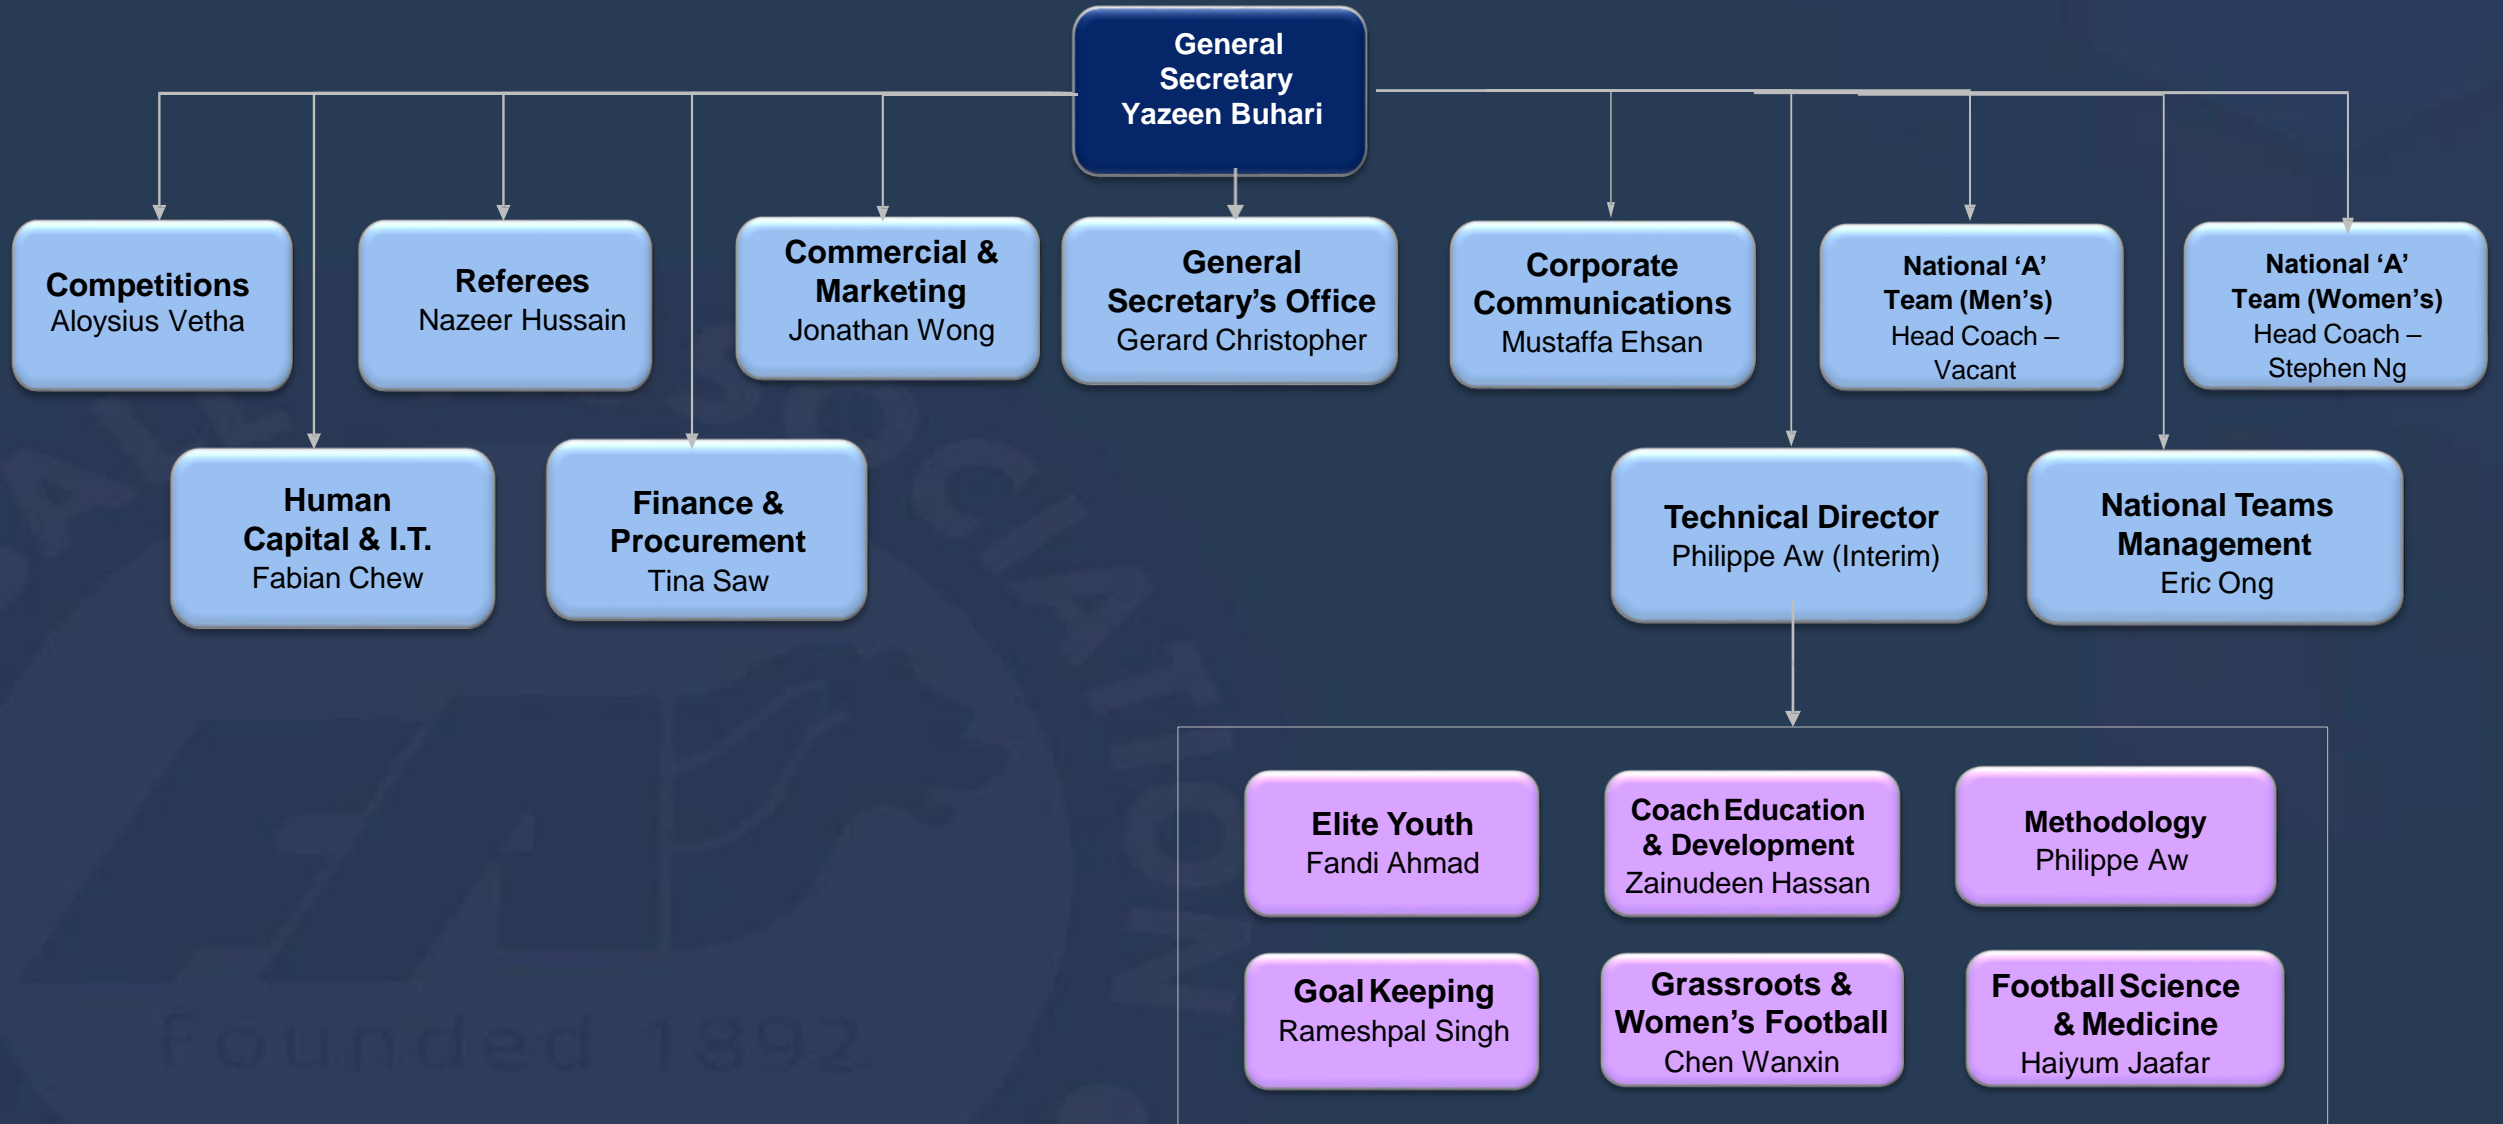 General
Secretary
Yazeen Buhari
Competitions
Aloysius Vetha
Referees
Nazeer Hussain
Commercial &
Marketing
Jonathan Wong
General
Secretary’s Office
Gerard Christopher
Corporate
Communications
Mustaffa Ehsan
National ‘A’
Team (Men’s)
Head Coach –
Vacant
National ‘A’
Team (Women’s)
Head Coach –
Stephen Ng
Human
Capital & I.T.
Fabian Chew
Finance &
Procurement
Tina Saw
Technical Director
Philippe Aw (Interim)
National Teams
Management
Eric Ong
Elite Youth
Fandi Ahmad
Coach Education
& Development
Zainudeen Hassan
Methodology
Philippe Aw
Goal Keeping
Rameshpal Singh
Grassroots &
Women’s Football
Chen Wanxin
Football Science
& Medicine
Haiyum Jaafar
Founded 1892